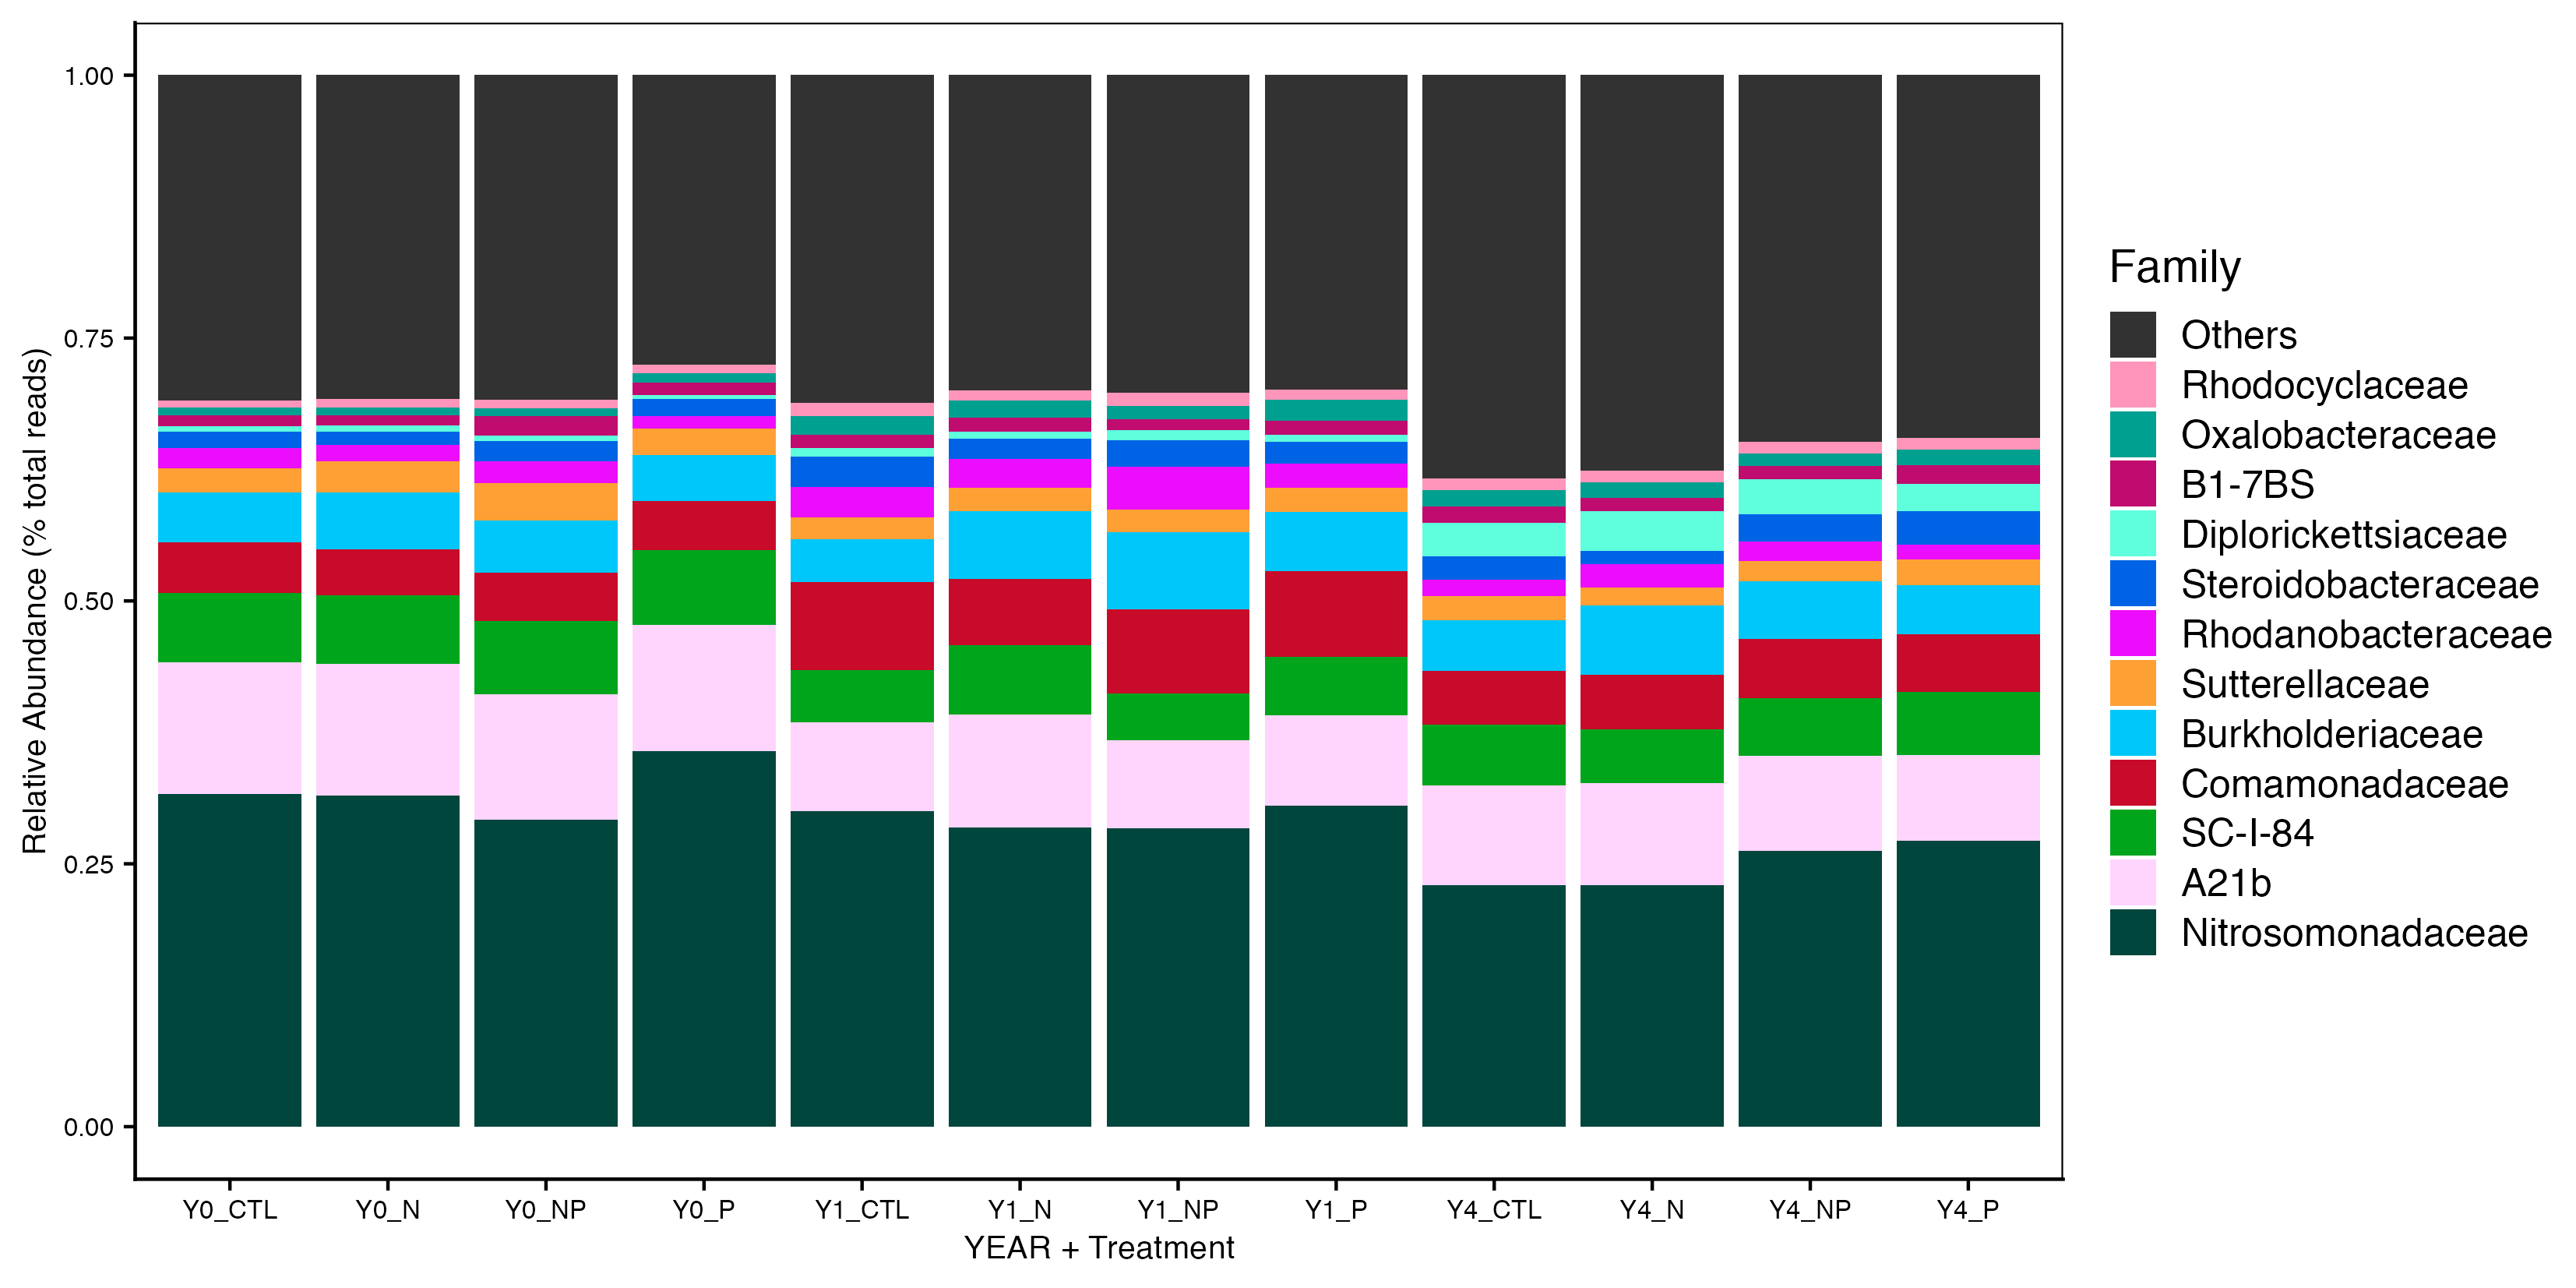 Relative Abundance (% total reads)
1.00
0.75
0.50
0.25
0.00
Y0_CTL
Y0_N
Y0_NP
Y0_P
Y1_CTL
Y1_N
Y1_NP
Y1_P
Y4_CTL
Y4_N
Y4_NP
Y4_P
YEAR + Treatment
Family
Others
Rhodocyclaceae
Oxalobacteraceae
B1-7BS
Diplorickettsiaceae
Steroidobacteraceae
Rhodanobacteraceae
Sutterellaceae
Burkholderiaceae
Comamonadaceae
SC-I-84
A21b
Nitrosomonadaceae